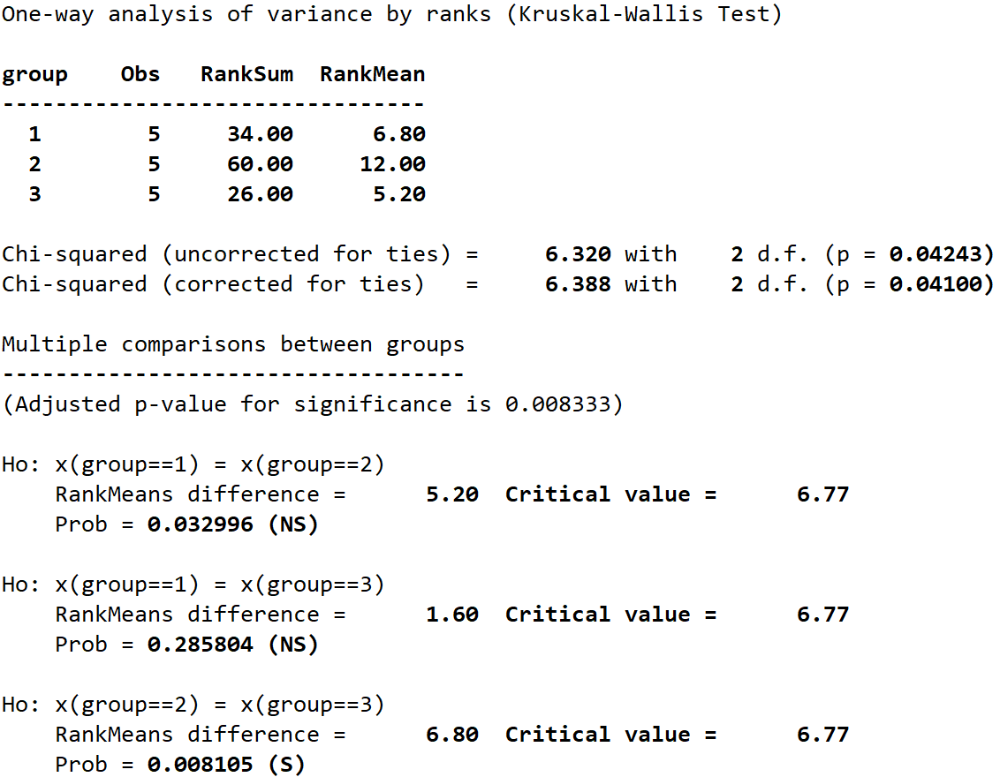 One-way analysis of variance by ranks (Kruskal-Wallis Test)
group    Obs   RankSum  RankMean
--------------------------------
  1        5     34.00      6.80
  2        5     60.00     12.00
  3        5     26.00      5.20
Chi-squared (uncorrected for ties) =     6.320 with    2 d.f. (p = 0.04243)
Chi-squared (corrected for ties)   =     6.388 with    2 d.f. (p = 0.04100)
Multiple comparisons between groups
-----------------------------------
(Adjusted p-value for significance is 0.008333)
Ho: x(group==1) = x(group==2)
    RankMeans difference =      5.20  Critical value =      6.77
    Prob = 0.032996 (NS)
Ho: x(group==1) = x(group==3)
    RankMeans difference =      1.60  Critical value =      6.77
    Prob = 0.285804 (NS)
Ho: x(group==2) = x(group==3)
    RankMeans difference =      6.80  Critical value =      6.77
    Prob = 0.008105 (S)